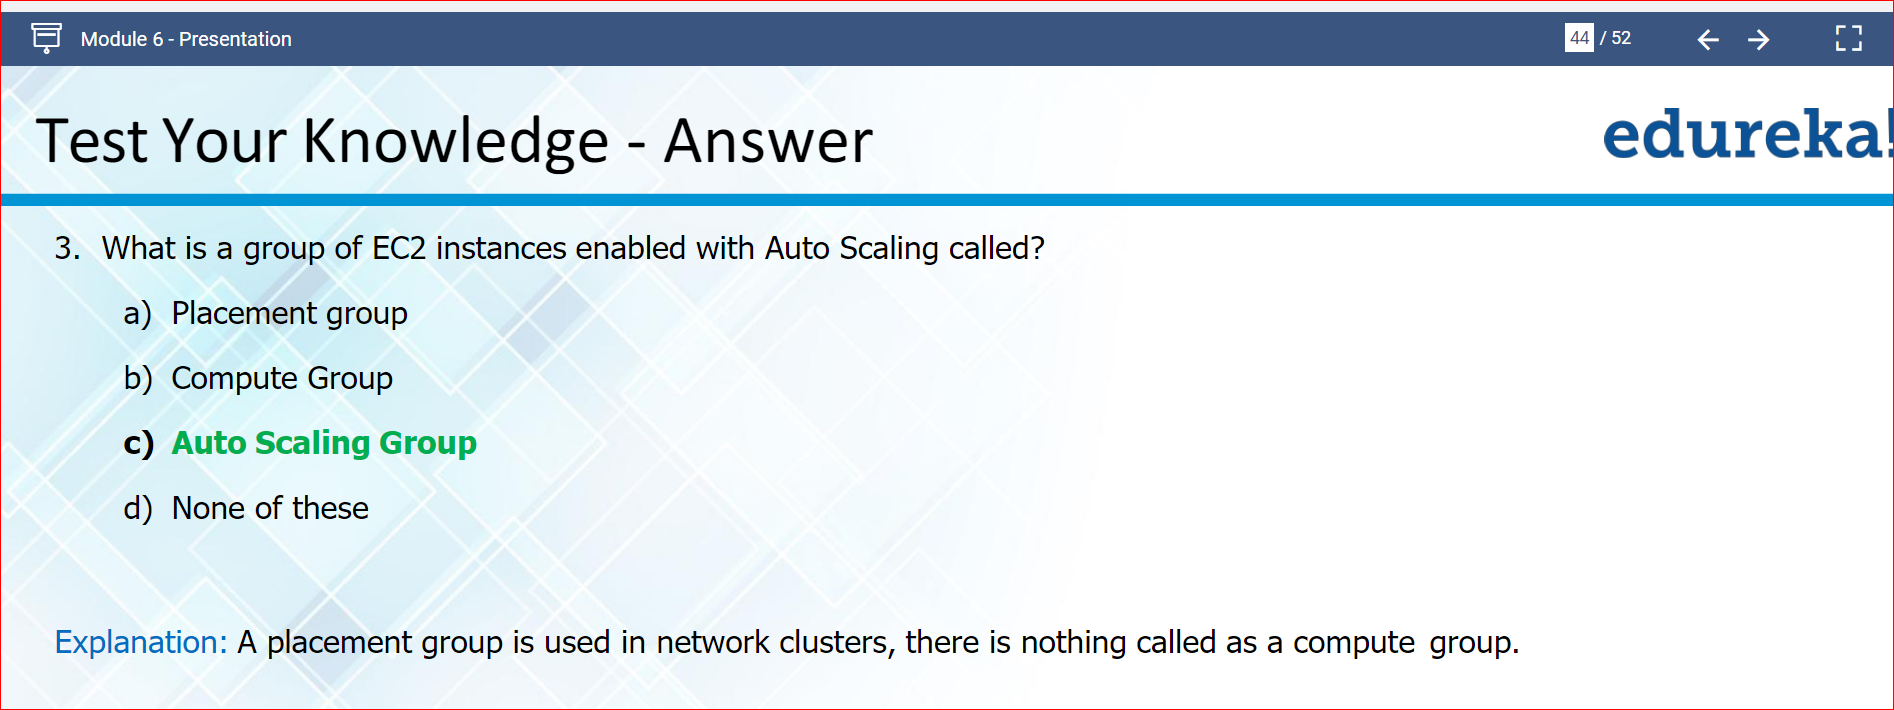 Module 6 - Presentation
44 / 52
Test Your Knowledge - Answer
edureka!
3. What is a group of EC2 instances enabled with Auto Scaling called?
a) Placement group
b) Compute Group
c) Auto Scaling Group
d) None of these
Explanation: A placement group is used in network clusters, there is nothing called as a compute group.